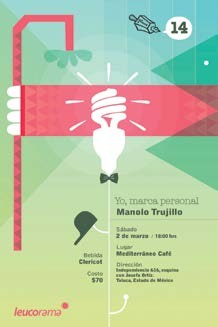 14
Yo, marca personal
Manolo Trujillo
Sábado
2 de marzo / 18:00 hrs
Lugar
Mediterráneo Café
Dirección
Independencia 616, esquina
con Josefa Ortíz.
Toluca, Estado de México
Bebida
Clericot
Costo
$70
leucorama